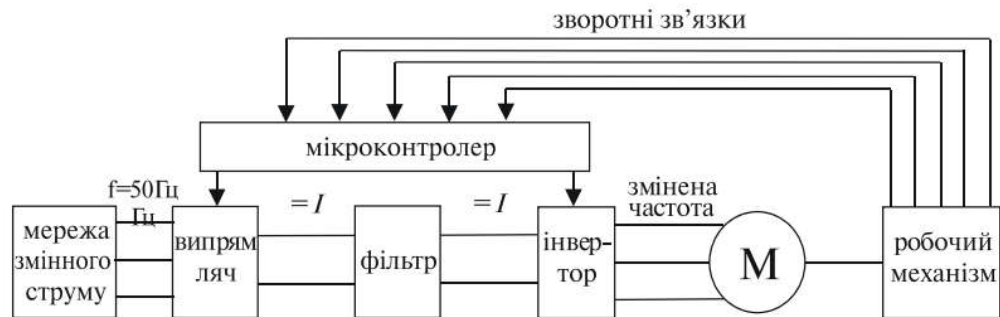 зворотні зв’язки
мікроконтролер
f=50Гц
Гц
= I
= I
змінена
частота
мережа
змінного
струму
випрям
ляч
фільтр
інвер-
тор
М
робочий
механізм